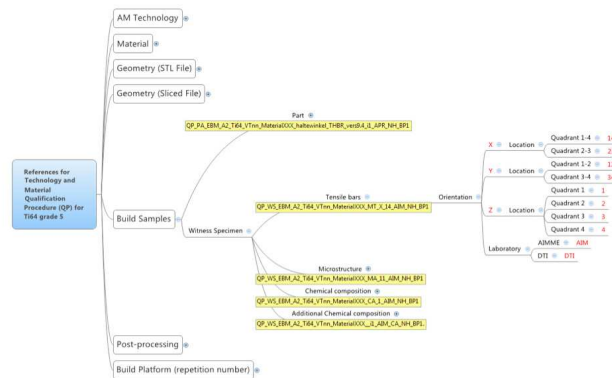 AM Technology
Material
Geometry (STL File)
Geometry (Sliced File)
Part
QP_PA_EBM_A2_Ti64_VTnn_MaterialXXX_haltewinkel_THBR_vers9.4_i1_APR_NH_BP1
References for
Technology and
Material
Qualification
Procedure (QP) for
Ti64 grade 5
Build Samples
Witness Specimen
Tensile bars
QP_WS_EBM_A2_Ti64_VTnn_MaterialXXX_MT_X_14_AIM_NH_BP1
Orientation
X Location
Quadrant 1-4
Quadrant 2-3
Y Location
Quadrant 1-2
Quadrant 3-4
Z Location
Quadrant 1 1
Quadrant 2 2
Quadrant 3 3
Quadrant 4 4
Laboratory
AIMME AIM
DTI DTI
Microstructure
QP_WS_EBM_A2_Ti64_VTnn_MaterialXXX_MA_11_AIM_NH_BP1
Chemical composition
QP_WS_EBM_A2_Ti64_VTnn_MaterialXXX_CA_1_AIM_NH_BP1
Additional Chemical composition
QP_WS_EBM_A2_Ti64_VTnn_MaterialXXX__i1_AIM_CA_NH_BP1.
Post-processing
Build Platform (repetition number)